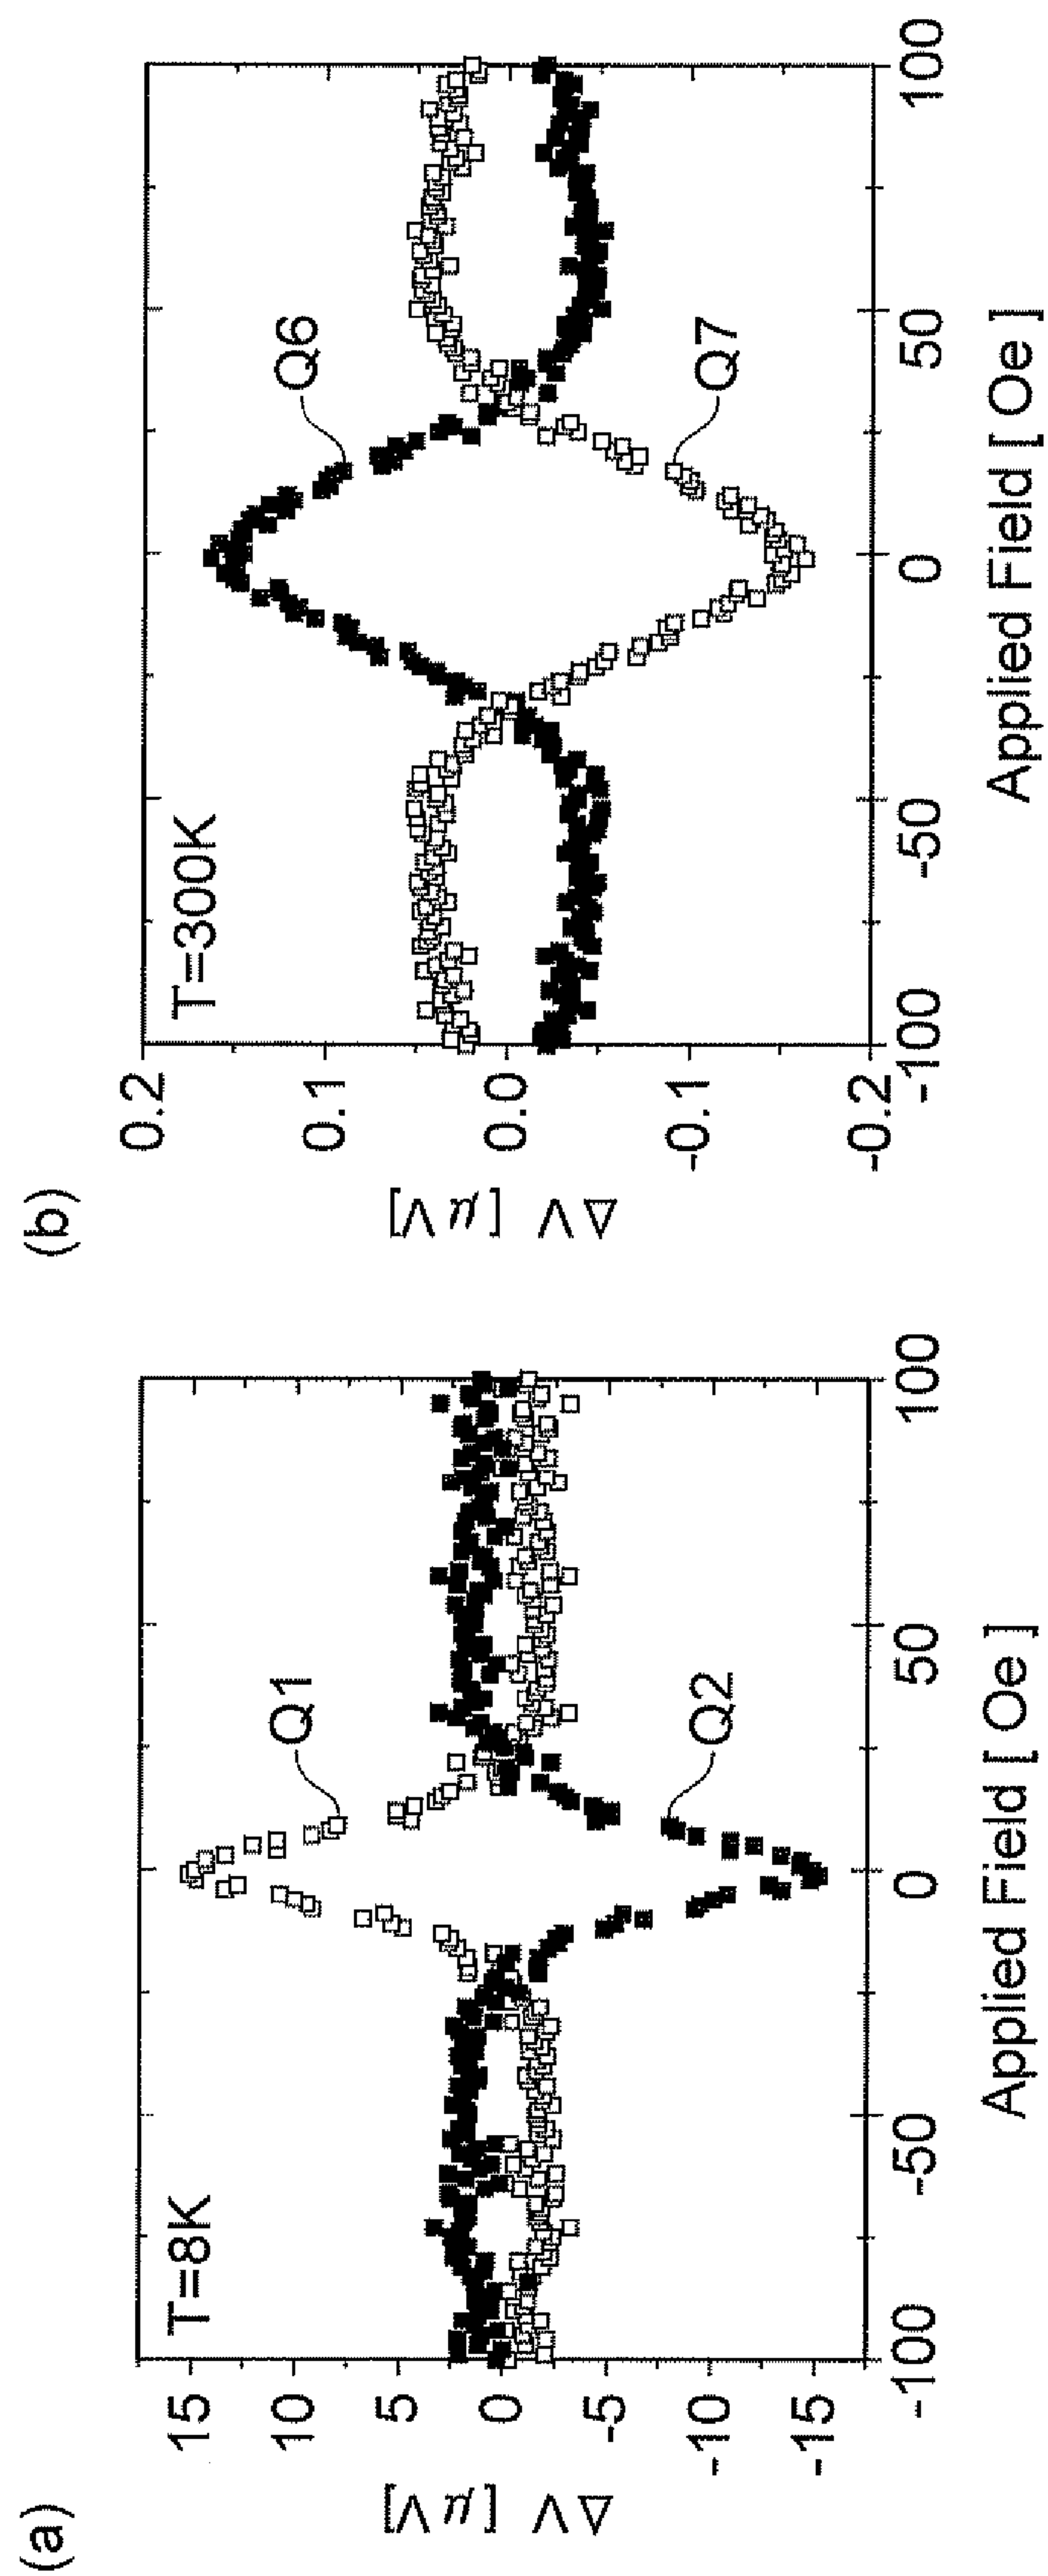 (a)
T=8K
Q1
Q2
15
10
5
0
-5
-10
-15
ΔV [μV]
-100
-50
0
50
100
Applied Field [ Oe ]
(b)
T=300K
Q6
Q7
0.2
0.1
0.0
-0.1
-0.2
ΔV [μV]
-100
-50
0
50
100
Applied Field [ Oe ]